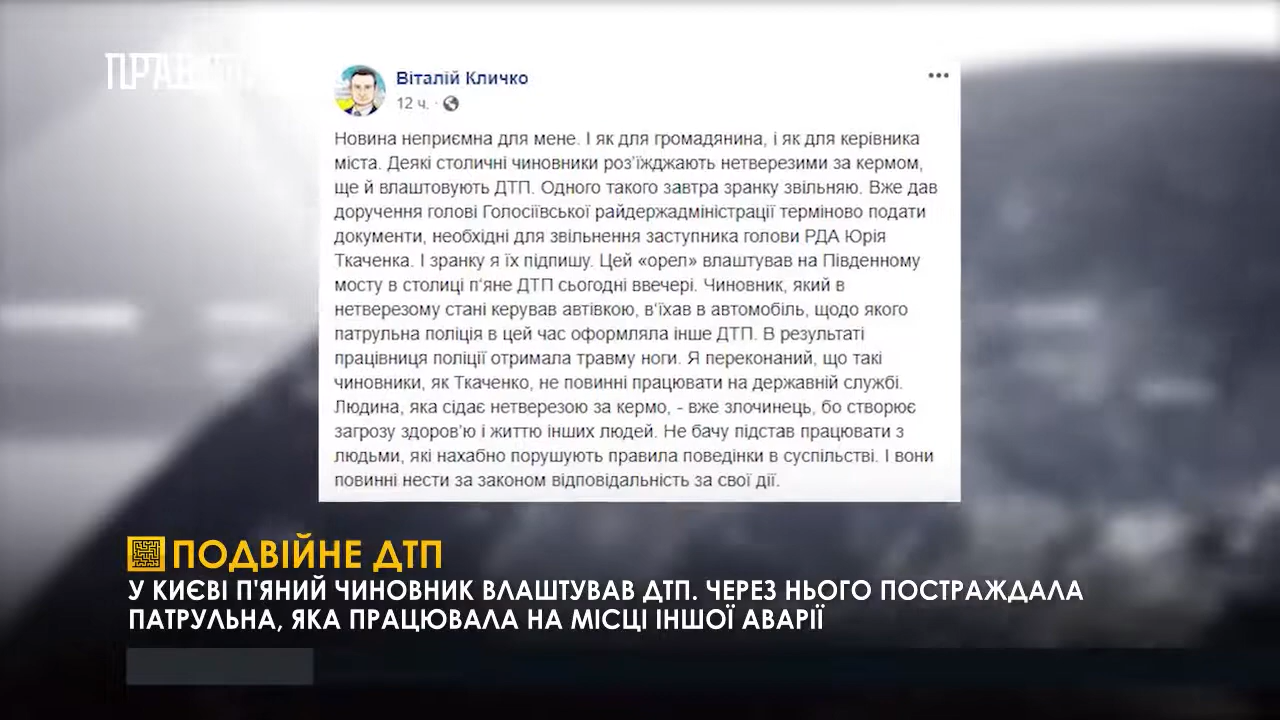 Віталій Кличко
12 ч. ·
Новина неприємна для мене. І як для громадянина, і як для керівника
міста. Деякі столичні чиновники роз'їжджають нетверезими за кермом,
ще й влаштовують ДТП. Одного такого завтра зранку звільняю. Вже дав
доручення голові Голосіївської райдержадміністрації терміново подати
документи, необхідні для звільнення заступника голови РДА Юрія
Ткаченка. І зранку я їх підпишу. Цей «орел» влаштував на Південному
мосту в столиці п'яне ДТП сьогодні ввечері. Чиновник, який в
нетверезому стані керував автівкою, в'їхав в автомобіль, щодо якого
патрульна поліція в цей час оформляла інше ДТП. В результаті
працівниця поліції отримала травму ноги. Я переконаний, що такі
чиновники, як Ткаченко, не повинні працювати на державній службі.
Людина, яка сідає нетверезою за кермо, - вже злочинець, бо створює
загрозу здоров'ю і життю інших людей. Не бачу підстав працювати з
людьми, які нахабно порушують правила поведінки в суспільстві. І вони
повинні нести за законом відповідальність за свої дії.
ПОДВІЙНЕ ДТП
У КИЄВІ П'ЯНИЙ ЧИНОВНИК ВЛАШТУВАВ ДТП. ЧЕРЕЗ НЬОГО ПОСТРАЖДАЛА
ПАТРУЛЬНА, ЯКА ПРАЦЮВАЛА НА МІСЦІ ІНШОЇ АВАРІЇ